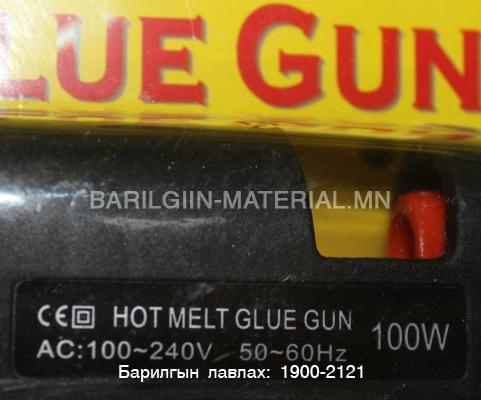 LUE GUN
BARILGIIN-MATERIAL.MN
CE HOT MELT GLUE GUN 100W
AC:100~240V 50~60Hz
Барилгын лавлах: 1900-2121